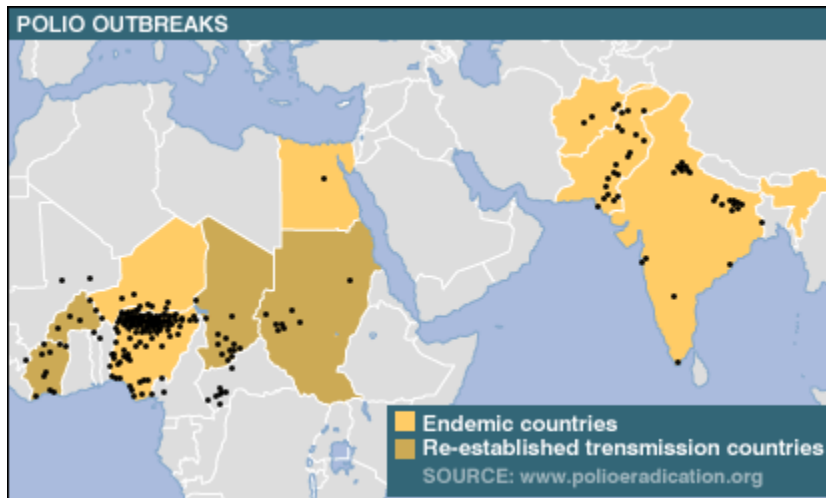 POLIO OUTBREAKS
Endemic countries
Re-established trensmission countries
SOURCE: www.polioeradication.org